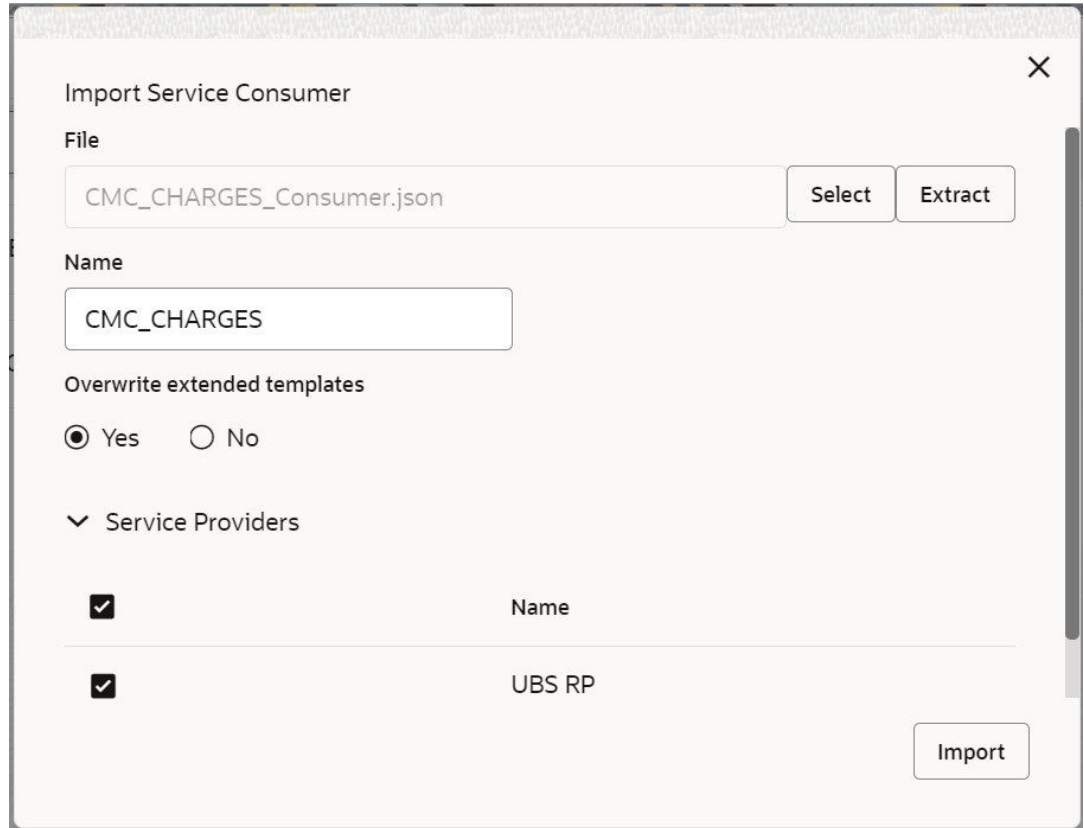 Import Service Consumer
File
CMC_CHARGES_Consumer.json Select Extract
Name
CMC_CHARGES
Overwrite extended templates
Yes No
Service Providers
Name
UBS RP
Import